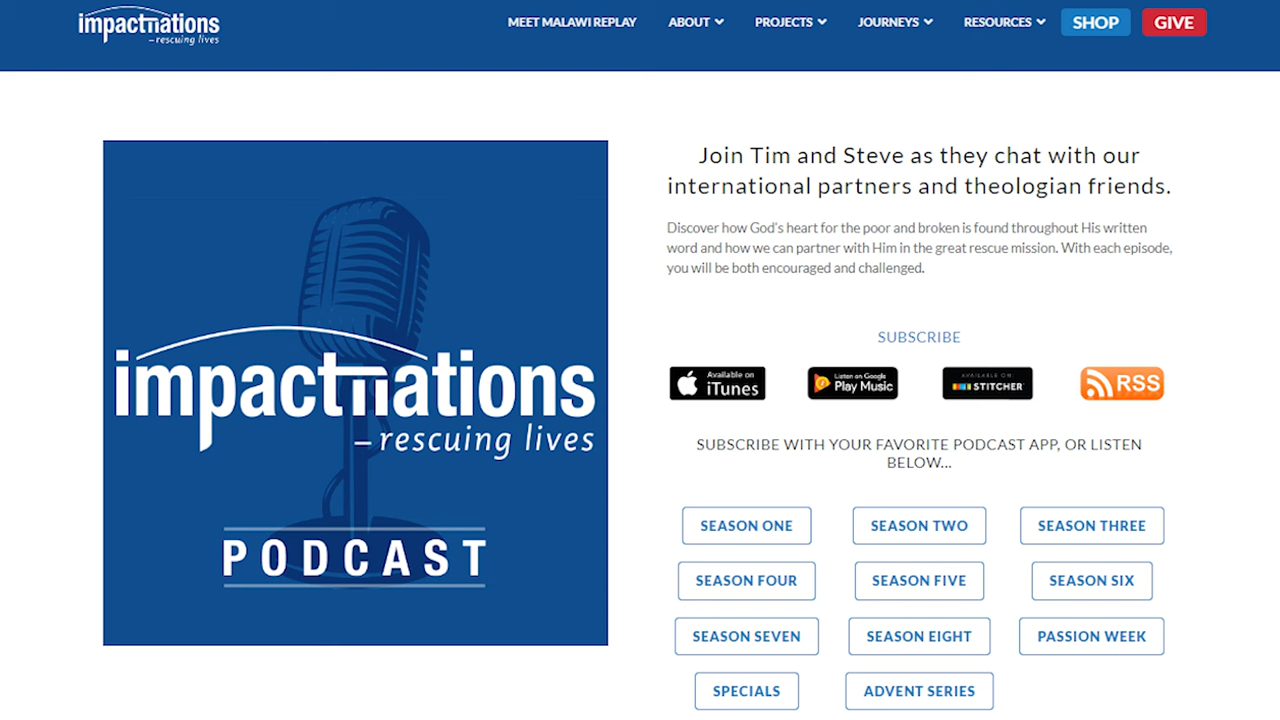 impactnations
–rescuing lives
MEET MALAWI REPLAY
ABOUT
PROJECTS
JOURNEYS
RESOURCES
SHOP
GIVE
impactnations
–rescuing lives
PODCAST
Join Tim and Steve as they chat with our
international partners and theologian friends.
Discover how God's heart for the poor and broken is found throughout His written
word and how we can partner with Him in the great rescue mission. With each episode,
you will be both encouraged and challenged.
SUBSCRIBE
Available on
iTunes
Listen on Google
Play Music
AVAILABLE ON:
STITCHER
RSS
SUBSCRIBE WITH YOUR FAVORITE PODCAST APP, OR LISTEN
BELOW...
SEASON ONE
SEASON TWO
SEASON THREE
SEASON FOUR
SEASON FIVE
SEASON SIX
SEASON SEVEN
SEASON EIGHT
PASSION WEEK
SPECIALS
ADVENT SERIES